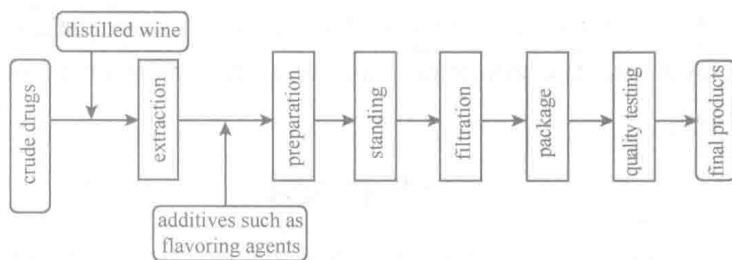 distilled wine
crude drugs
extraction
preparation
standing
filtration
package
quality testing
final products
additives such as
flavoring agents